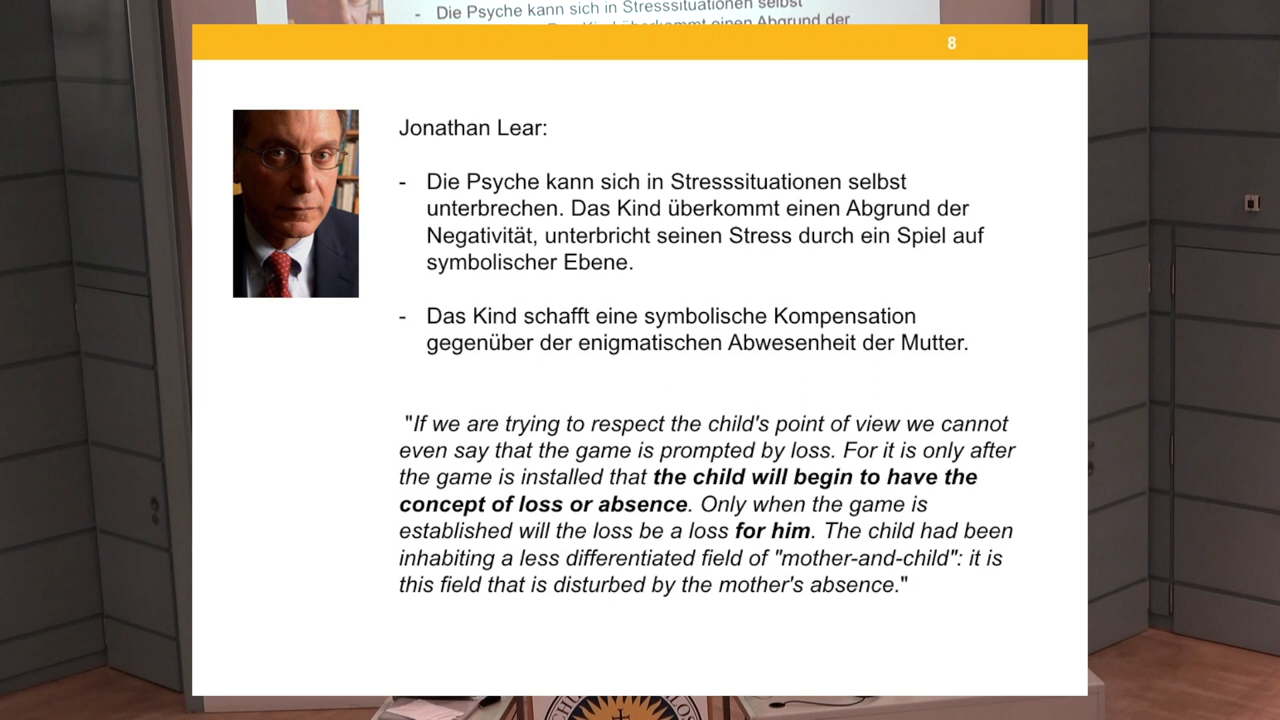 - Die Psyche kann sich in Stresssituationen selbst
einen Abgrund der
8
Jonathan Lear:
- Die Psyche kann sich in Stresssituationen selbst
unterbrechen. Das Kind überkommt einen Abgrund der
Negativität, unterbricht seinen Stress durch ein Spiel auf
symbolischer Ebene.
- Das Kind schafft eine symbolische Kompensation
gegenüber der enigmatischen Abwesenheit der Mutter.
"If we are trying to respect the child's point of view we cannot
even say that the game is prompted by loss. For it is only after
the game is installed that the child will begin to have the
concept of loss or absence. Only when the game is
established will the loss be a loss for him. The child had been
inhabiting a less differentiated field of "mother-and-child": it is
this field that is disturbed by the mother's absence."